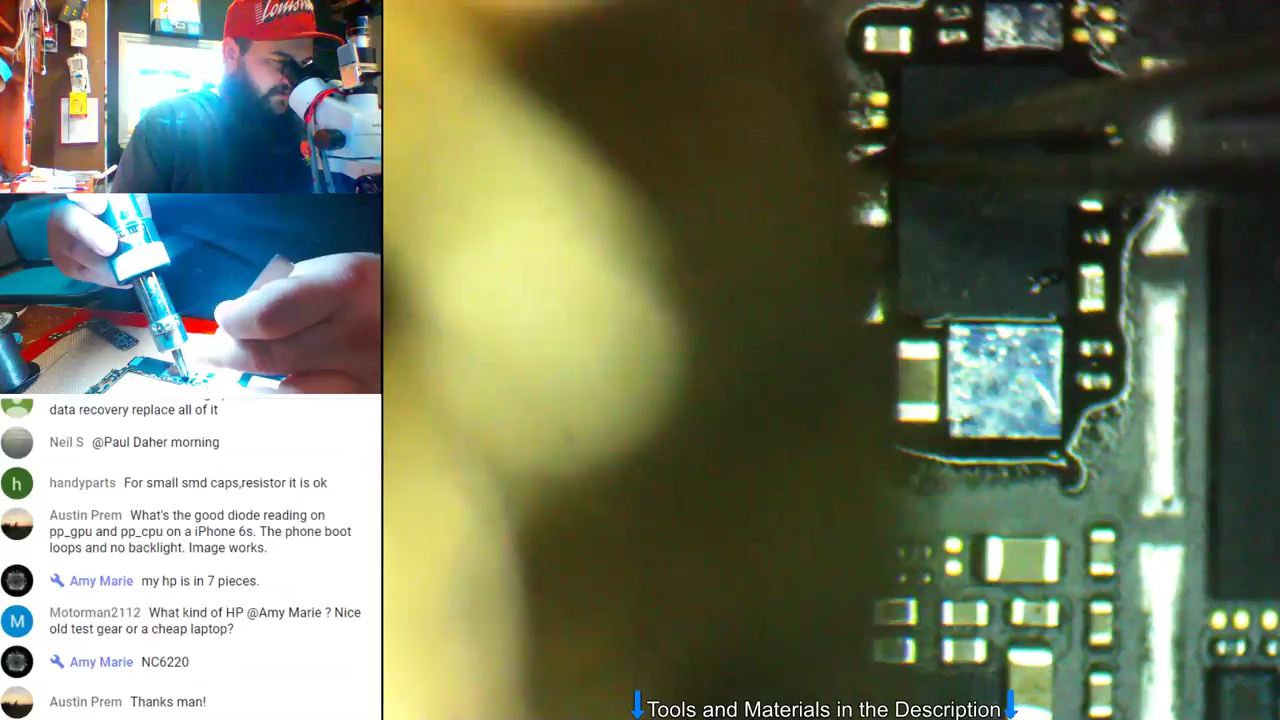 Louisville
data recovery replace all of it
Neil S @Paul Daher morning
h
handyparts For small smd caps,resistor it is ok
Austin Prem What's the good diode reading on
pp_gpu and pp_cpu on a iPhone 6s. The phone boot
loops and no backlight. Image works.
Amy Marie my hp is in 7 pieces.
M
Motorman2112 What kind of HP @Amy Marie ? Nice
old test gear or a cheap laptop?
Amy Marie NC6220
Austin Prem Thanks man!
Tools and Materials in the Description